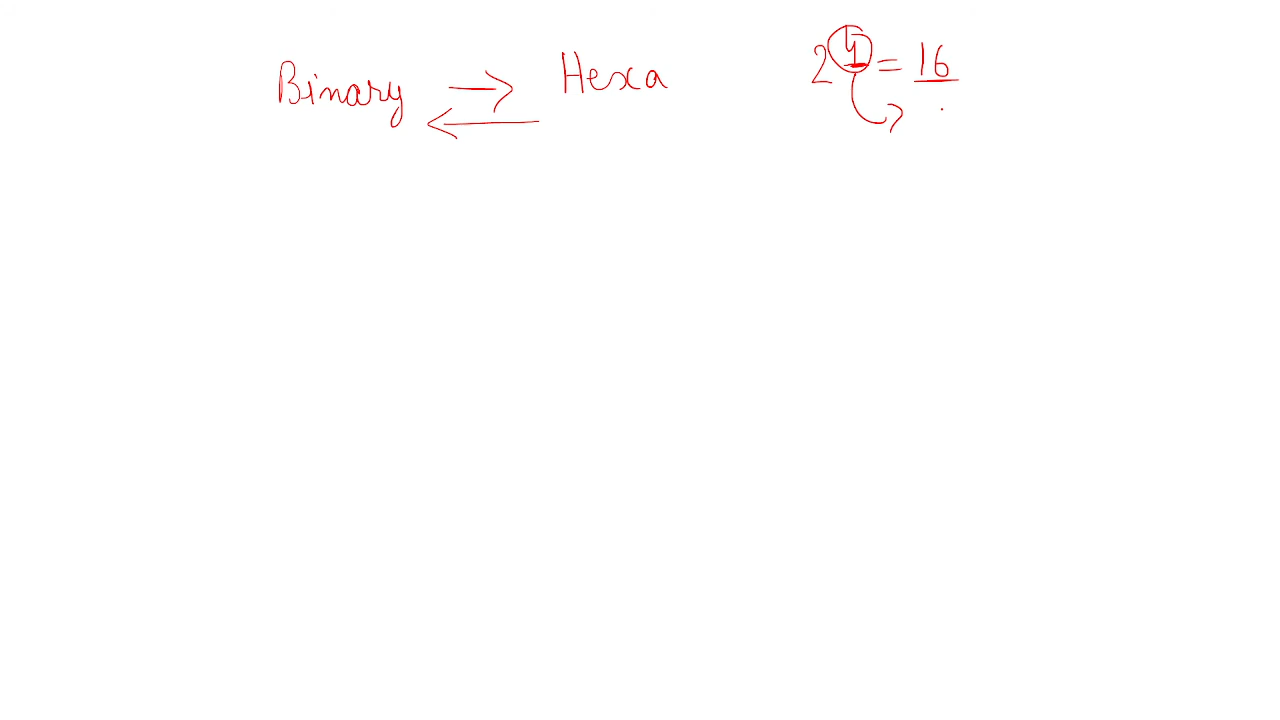 Binary → Hexa
←
2⁴ = 16